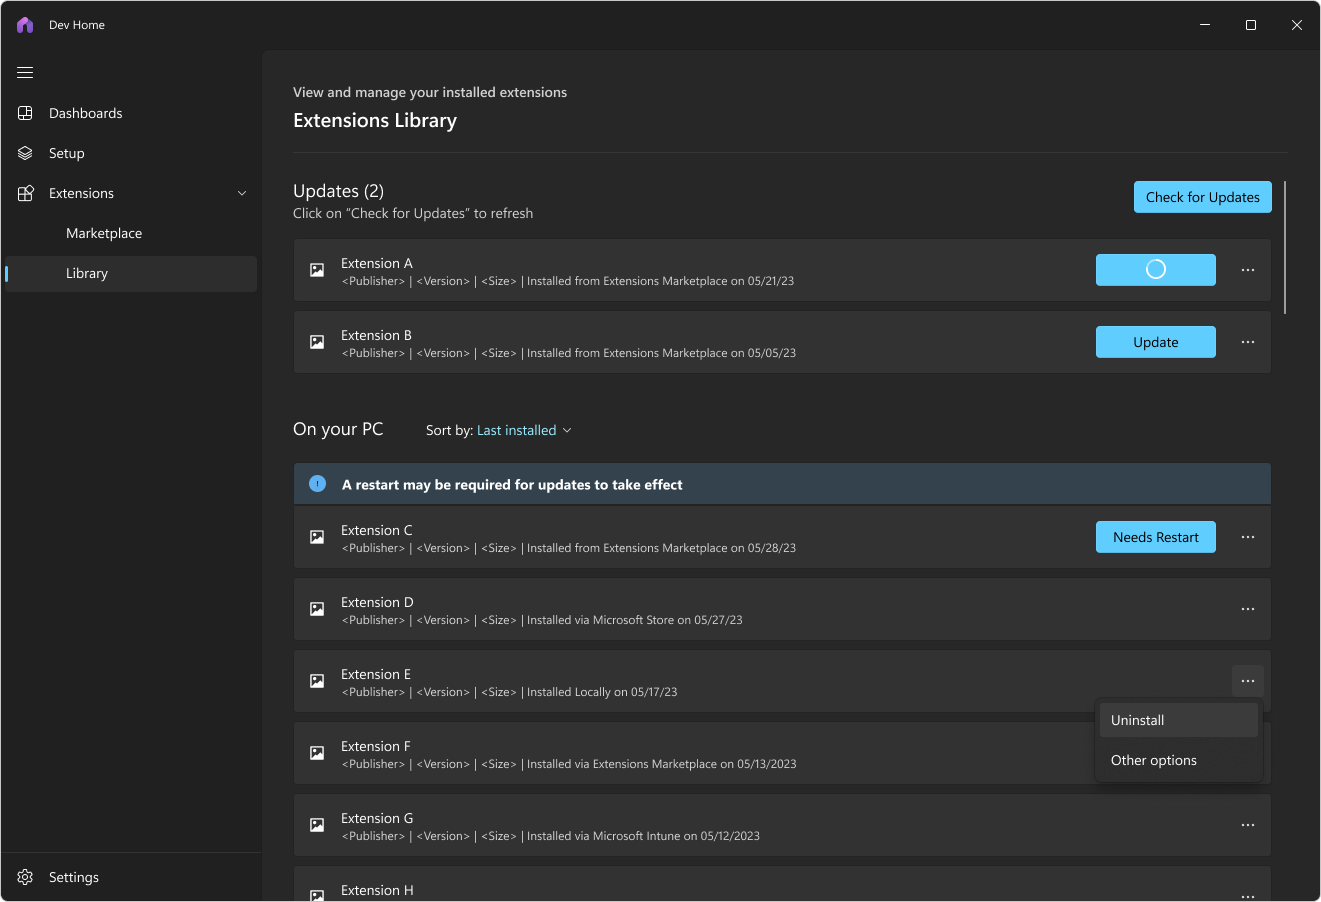 Dev Home
Dashboards
Setup
Extensions
Marketplace
Library
Settings
View and manage your installed extensions
Extensions Library
Updates (2)
Click on “Check for Updates” to refresh
Check for Updates
Extension A
<Publisher> | <Version> | <Size> | Installed from Extensions Marketplace on 05/21/23
Extension B
<Publisher> | <Version> | <Size> | Installed from Extensions Marketplace on 05/05/23
Update
On your PC
Sort by: Last installed
A restart may be required for updates to take effect
Extension C
<Publisher> | <Version> | <Size> | Installed from Extensions Marketplace on 05/28/23
Needs Restart
Extension D
<Publisher> | <Version> | <Size> | Installed via Microsoft Store on 05/27/23
Extension E
<Publisher> | <Version> | <Size> | Installed Locally on 05/17/23
Uninstall
Other options
Extension F
<Publisher> | <Version> | <Size> | Installed via Extensions Marketplace on 05/13/2023
Extension G
<Publisher> | <Version> | <Size> | Installed via Microsoft Intune on 05/12/2023
Extension H